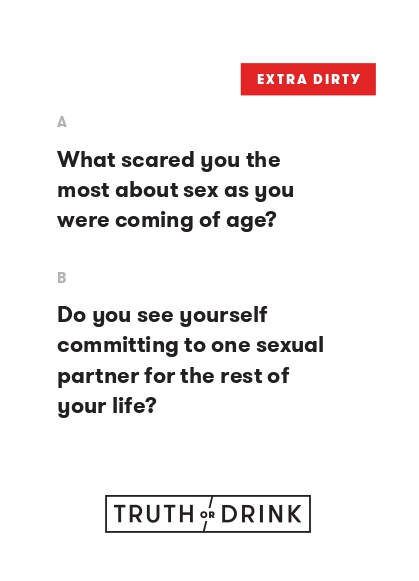 EXTRA DIRTY
A
What scared you the
most about sex as you
were coming of age?
B
Do you see yourself
committing to one sexual
partner for the rest of
your life?
TRUTH OR DRINK